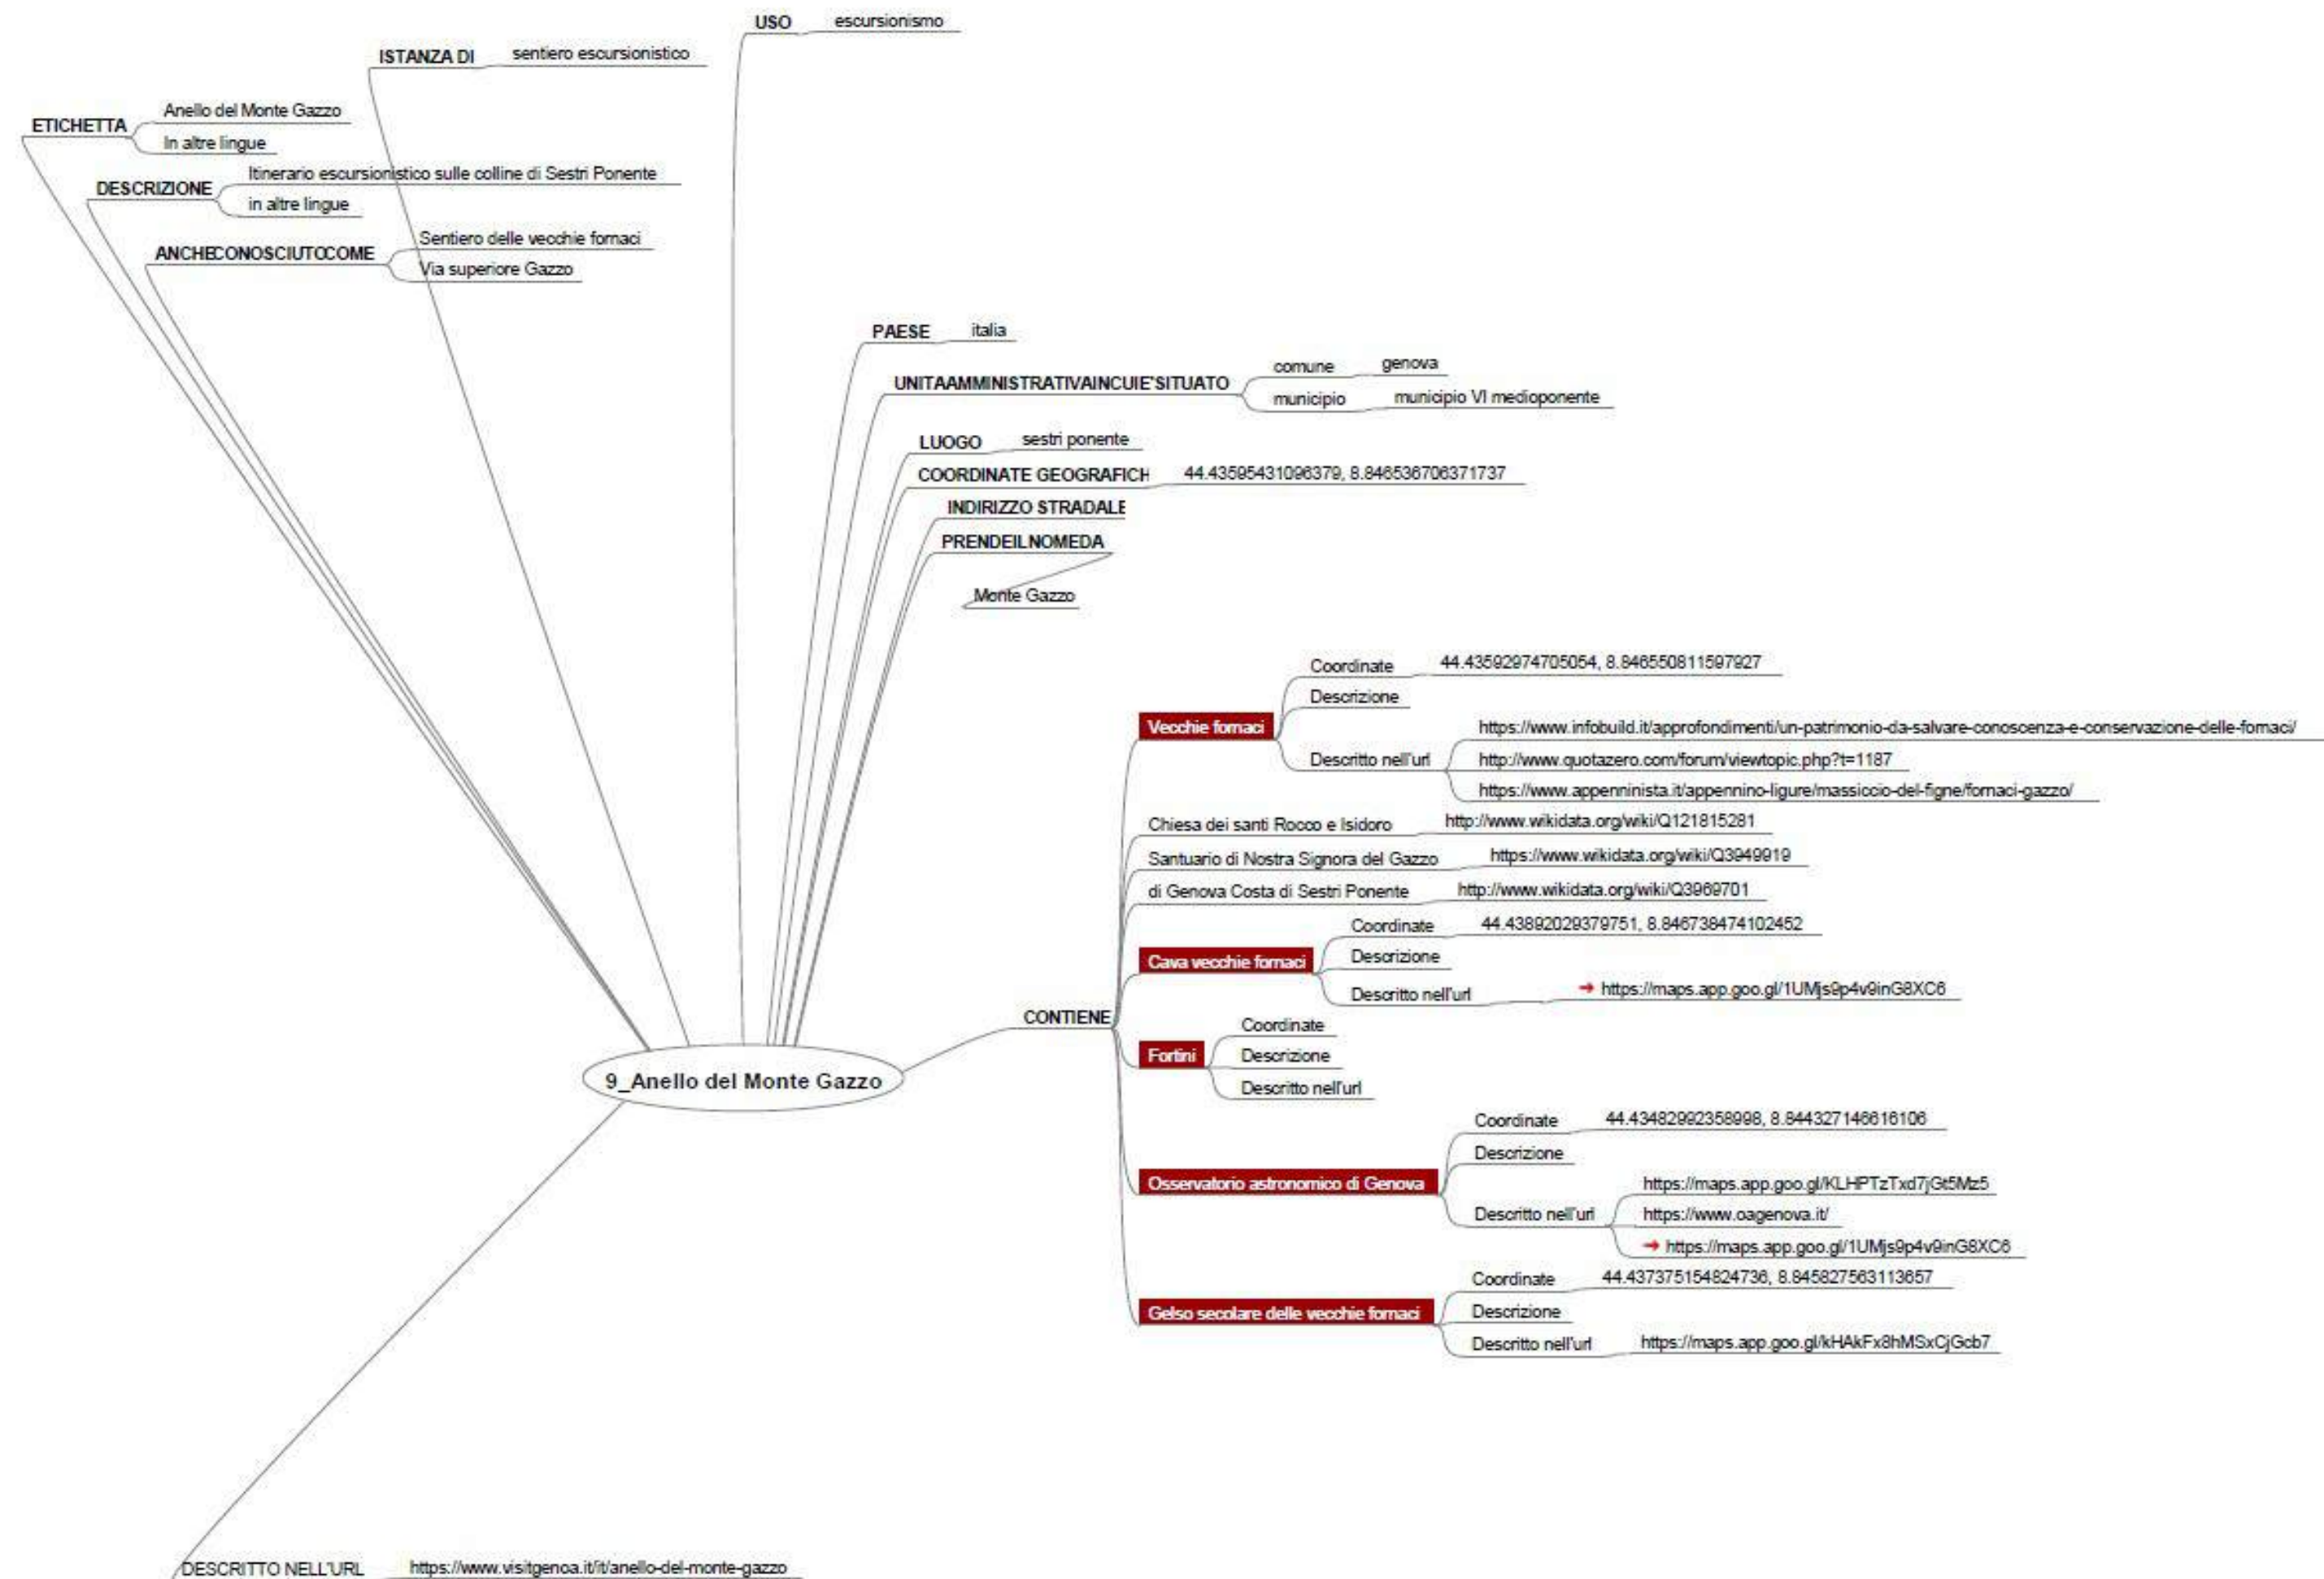 USO escursionismo
ISTANZA DI sentiero escursionistico
ETICHETTA
Anello del Monte Gazzo
In altre lingue
DESCRIZIONE
Itinerario escursionistico sulle colline di Sestri Ponente
in altre lingue
ANCHECONOSCIUTOCOME
Sentiero delle vecchie fornaci
Via superiore Gazzo
PAESE italia
UNITAAMMINISTRATIVAINCUIE'SITUATO
comune genova
municipio municipio VI medioponente
LUOGO sestri ponente
COORDINATE GEOGRAFICH 44.43595431096379, 8.846536706371737
INDIRIZZO STRADALE
PRENDEILNOMEDA
Monte Gazzo
9_Anello del Monte Gazzo
CONTIENE
Vecchie fornaci
Coordinate 44.43592974705054, 8.846550811597927
Descrizione
Descritto nell'url
https://www.infobuild.it/approfondimenti/un-patrimonio-da-salvare-conoscenza-e-conservazione-delle-fornaci/
http://www.quotazero.com/forum/viewtopic.php?t=1187
https://www.appenninista.it/appennino-ligure/massiccio-del-figne/fornaci-gazzo/
Chiesa dei santi Rocco e Isidoro http://www.wikidata.org/wiki/Q121815281
Santuario di Nostra Signora del Gazzo https://www.wikidata.org/wiki/Q3949919
di Genova Costa di Sestri Ponente http://www.wikidata.org/wiki/Q3969701
Cava vecchie fornaci
Coordinate 44.43892029379751, 8.846738474102452
Descrizione
Descritto nell'url → https://maps.app.goo.gl/1UMjs9p4v9inG8XC6
Fortini
Coordinate
Descrizione
Descritto nell'url
Osservatorio astronomico di Genova
Coordinate 44.43482992358998, 8.844327146616106
Descrizione
Descritto nell'url
https://maps.app.goo.gl/KLHPTzTxd7jGt5Mz5
https://www.oagenova.it/
→ https://maps.app.goo.gl/1UMjs9p4v9inG8XC6
Gelso secolare delle vecchie fornaci
Coordinate 44.437375154824736, 8.845827563113657
Descrizione
Descritto nell'url https://maps.app.goo.gl/kHAkFx8hMSxCjGcb7
DESCRITTO NELL'URL https://www.visitgenoa.it/it/anello-del-monte-gazzo